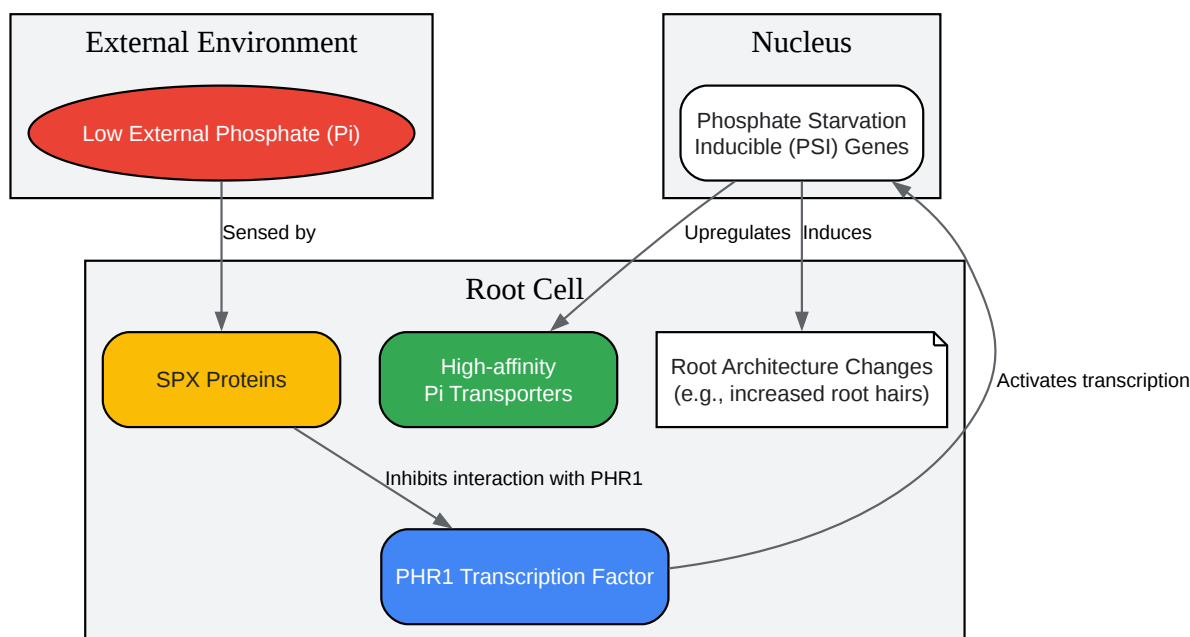 External Environment
Low External Phosphate (Pi)
Nucleus
Phosphate Starvation
Inducible (PSI) Genes
Sensed by
Upregulates
Induces
Root Cell
SPX Proteins
High-affinity
Pi Transporters
Root Architecture Changes
(e.g., increased root hairs)
Activates transcription
Inhibits interaction with PHR1
PHR1 Transcription Factor